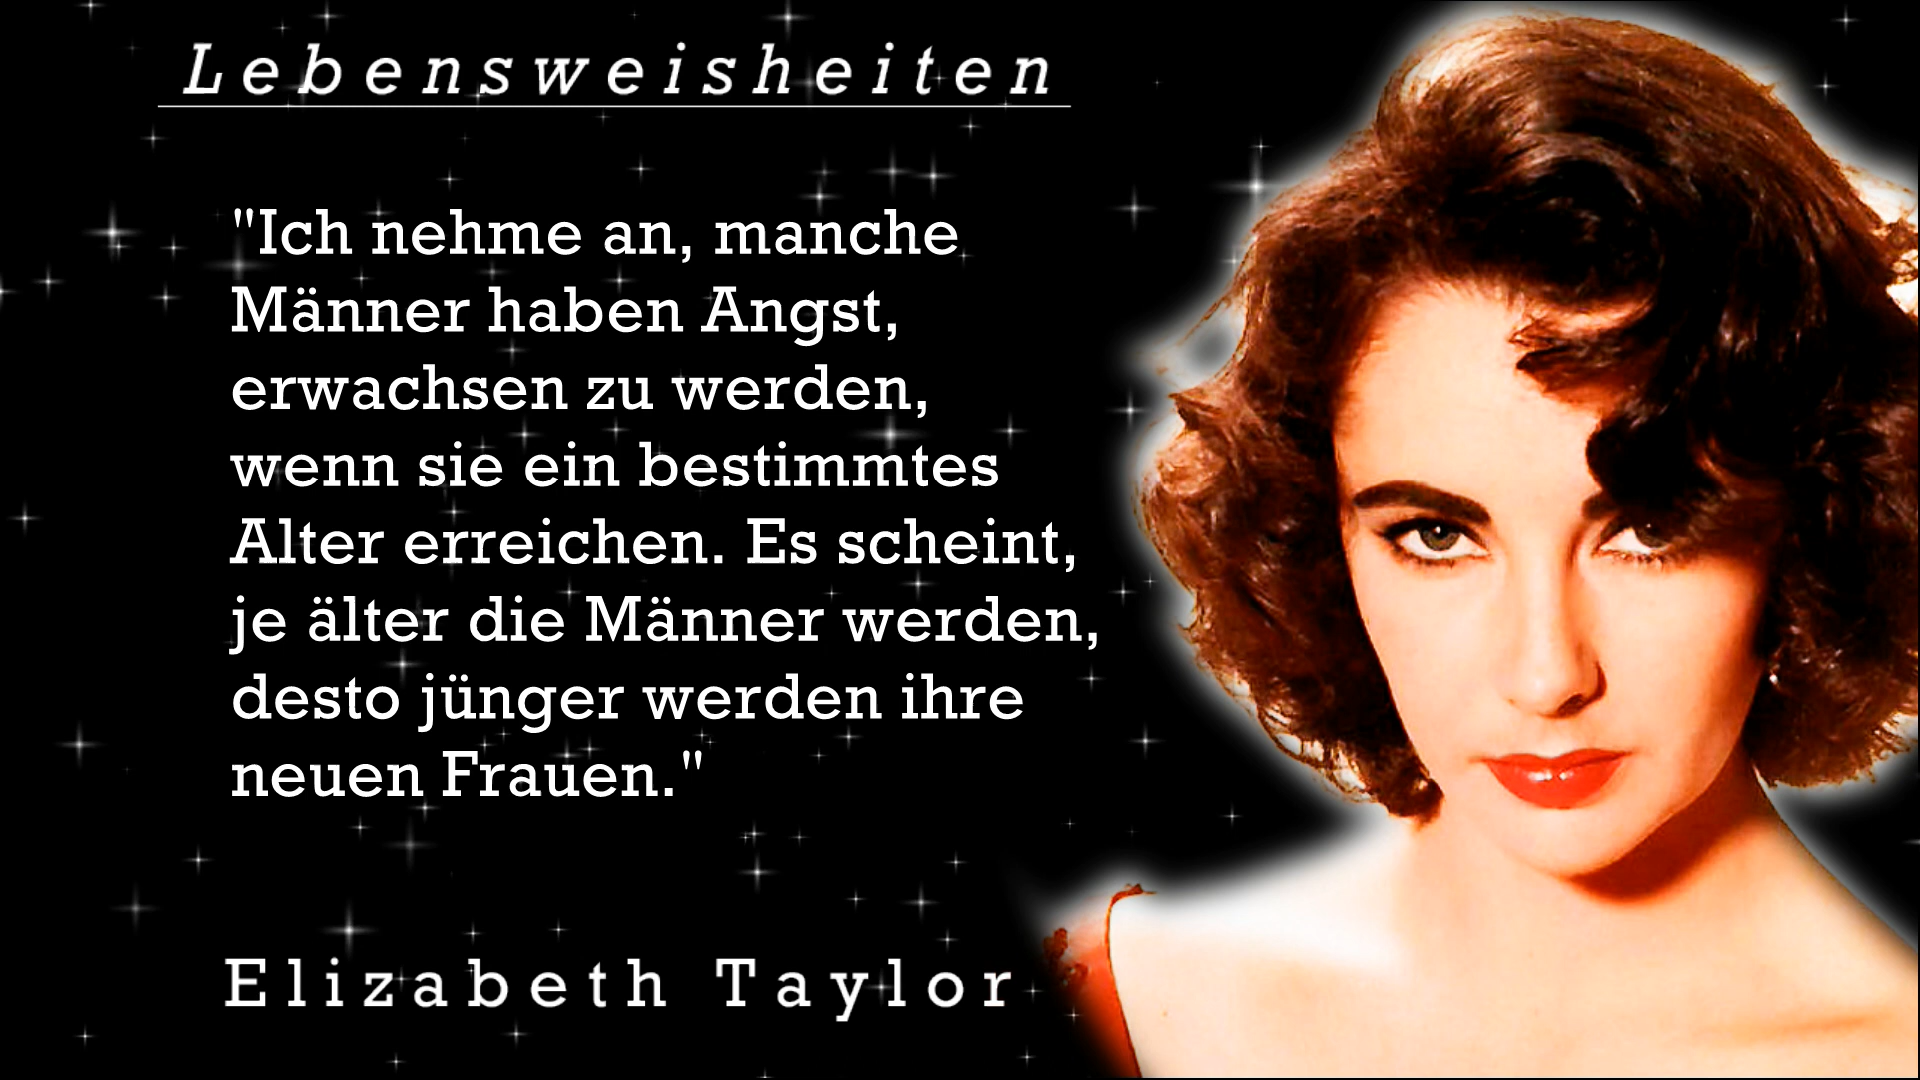 Lebensweisheiten
"Ich nehme an, manche
Männer haben Angst,
erwachsen zu werden,
wenn sie ein bestimmtes
Alter erreichen. Es scheint,
je älter die Männer werden,
desto jünger werden ihre
neuen Frauen."
Elizabeth Taylor